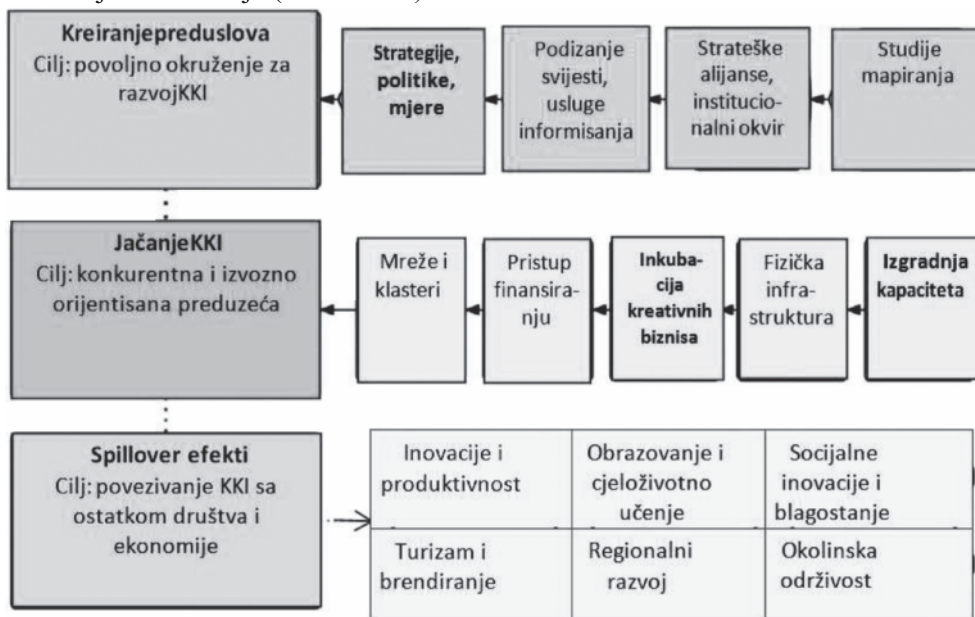 Kreiranjepreduslova
Cilj: povoljno okruženje za
razvojKKI
Strategije,
politike,
mjere
Podizanje
svijesti,
usluge
informisanja
Strateške
alijanse,
institucio-
nalni okvir
Studije
mapiranja
JačanjeKKI
Cilj: konkurentna i izvozno
orijentisana preduzeća
Mreže i
klasteri
Pristup
finansira-
nju
Inkuba-
cija
kreativnih
biznisa
Fizička
infra-
struktura
Izgradnja
kapaciteta
Spillover efekti
Cilj: povezivanje KKI sa
ostatkom društva i
ekonomije
Inovacije i
produktivnost
Obrazovanje i
cjeloživotno
učenje
Socijalne
inovacije i
blagostanje
Turizam i
brendiranje
Regionalni
razvoj
Okolinska
održivost